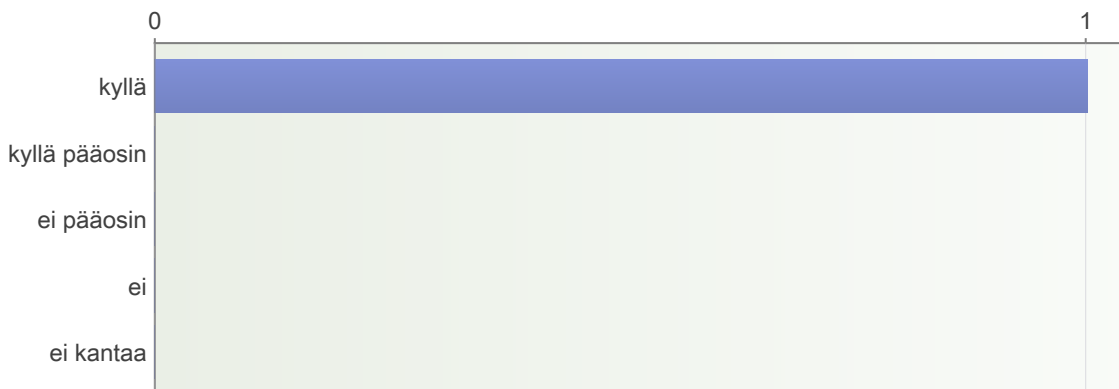 0 1
kyllä
kyllä pääosin
ei pääosin
ei
ei kantaa